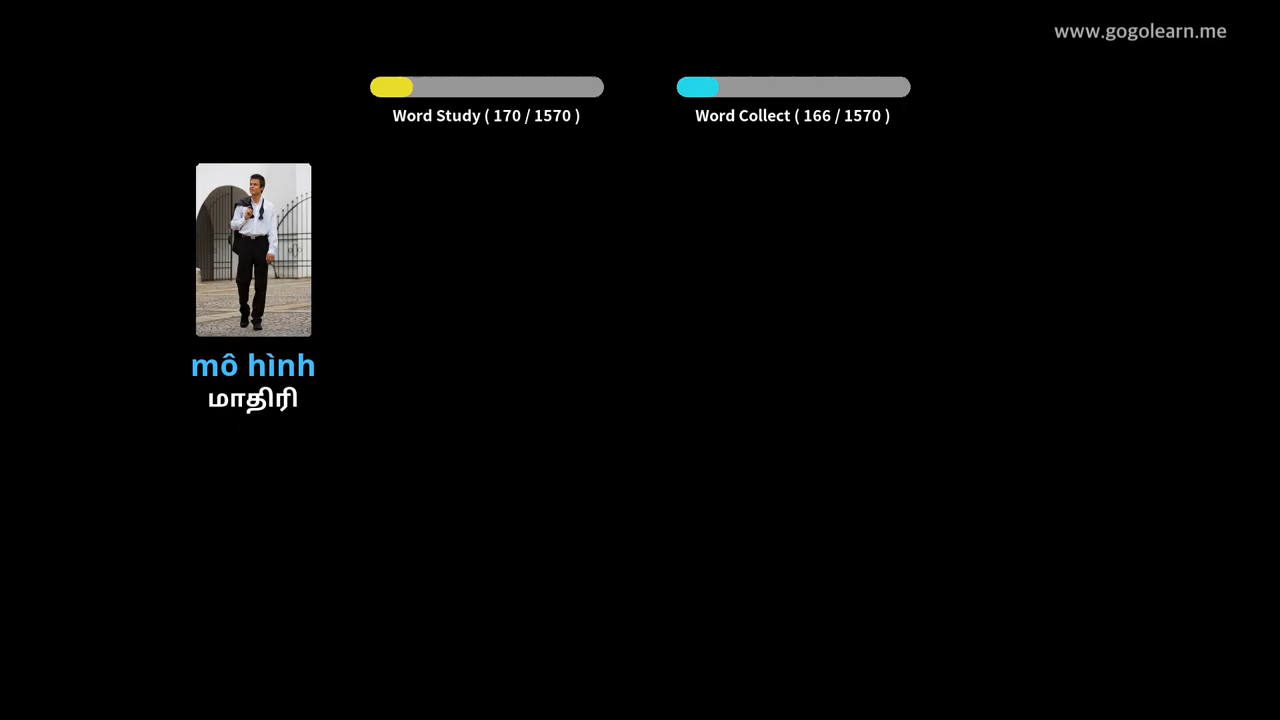 www.gogolearn.me
Word Study ( 170 / 1570 )
Word Collect ( 166 / 1570 )
mô hình
மாதிரி